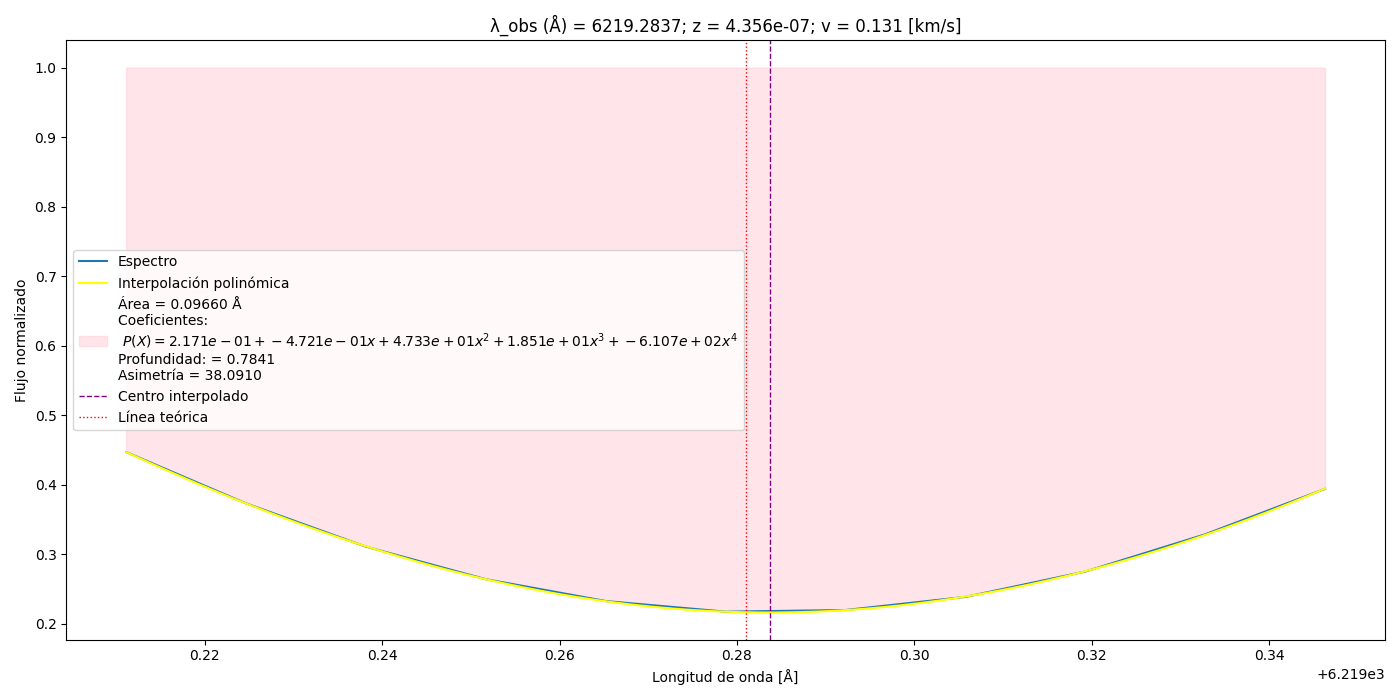 λ_obs (Å) = 6219.2837; z = 4.356e-07; v = 0.131 [km/s]
Flujo normalizado
1.0
0.9
0.8
0.7
0.6
0.5
0.4
0.3
0.2
Espectro
Interpolación polinómica
Área = 0.09660 Å
Coeficientes:
P(X) = 2.171e − 01 + −4.721e − 01x + 4.733e + 01x² + 1.851e + 01x³ + −6.107e + 02x⁴
Profundidad: = 0.7841
Asimetría = 38.0910
Centro interpolado
Línea teórica
0.22 0.24 0.26 0.28 0.30 0.32 0.34
Longitud de onda [Å]
+6.219e3